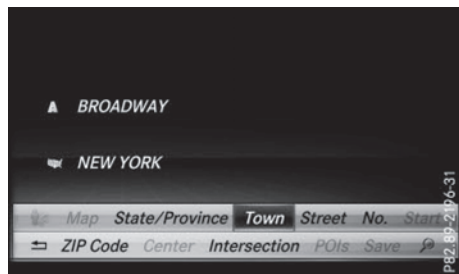 BROADWAY
NEW YORK
Map State/Province Town Street No. Start
ZIP Code Center Intersection POIs Save
P82.89-2196-31